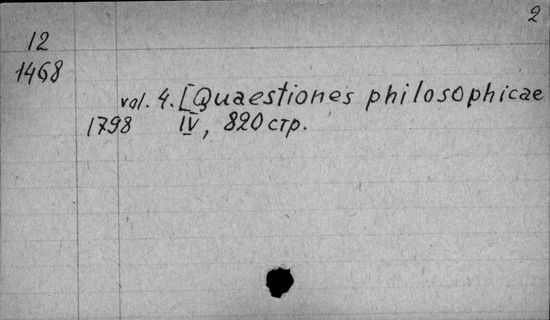 2
12
1468
vol. 4. [Quaestiones philosophicae
1798 IV, 820 стр.